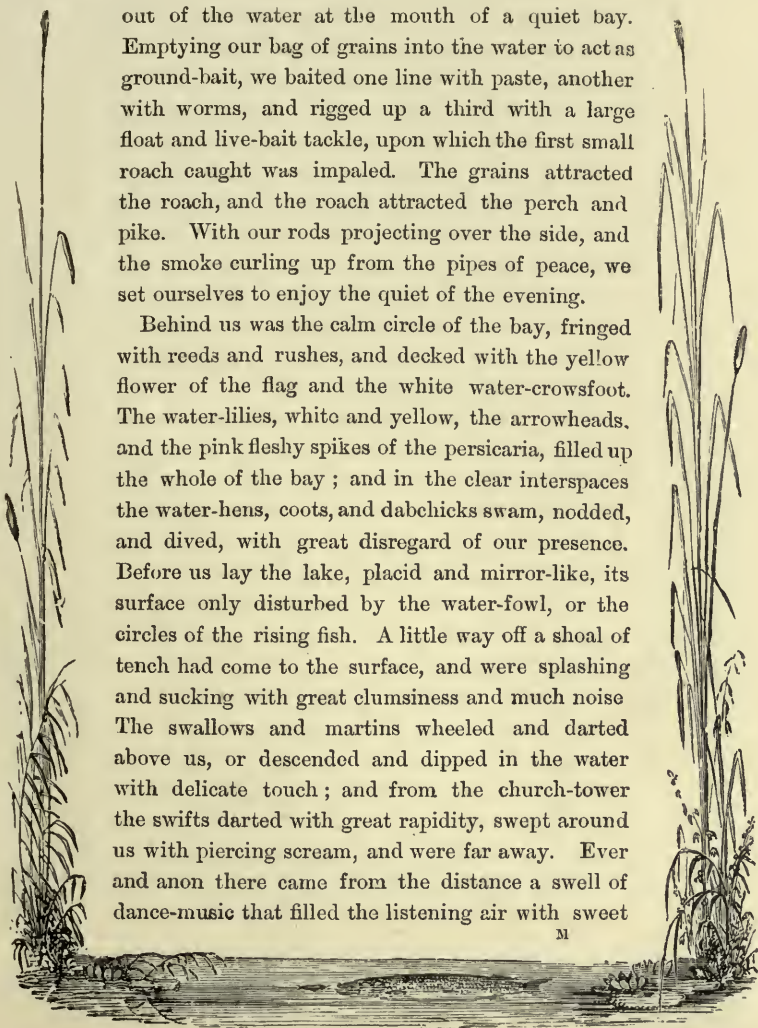 out of the water at the mouth of a quiet bay.
Emptying our bag of grains into the water to act as
ground-bait, we baited one line with paste, another
with worms, and rigged up a third with a large
float and live-bait tackle, upon which the first small
roach caught was impaled. The grains attracted
the roach, and the roach attracted the perch and
pike. With our rods projecting over the side, and
the smoke curling up from the pipes of peace, we
set ourselves to enjoy the quiet of the evening.
Behind us was the calm circle of the bay, fringed
with reeds and rushes, and decked with the yellow
flower of the flag and the white water-crowsfoot.
The water-lilies, white and yellow, the arrowheads,
and the pink fleshy spikes of the persicaria, filled up
the whole of the bay ; and in the clear interspaces
the water-hens, coots, and dabchicks swam, nodded,
and dived, with great disregard of our presence.
Before us lay the lake, placid and mirror-like, its
surface only disturbed by the water-fowl, or the
circles of the rising fish. A little way off a shoal of
tench had come to the surface, and were splashing
and sucking with great clumsiness and much noise
The swallows and martins wheeled and darted
above us, or descended and dipped in the water
with delicate touch ; and from the church-tower
the swifts darted with great rapidity, swept around
us with piercing scream, and were far away. Ever
and anon there came from the distance a swell of
dance-music that filled the listening air with sweet
M